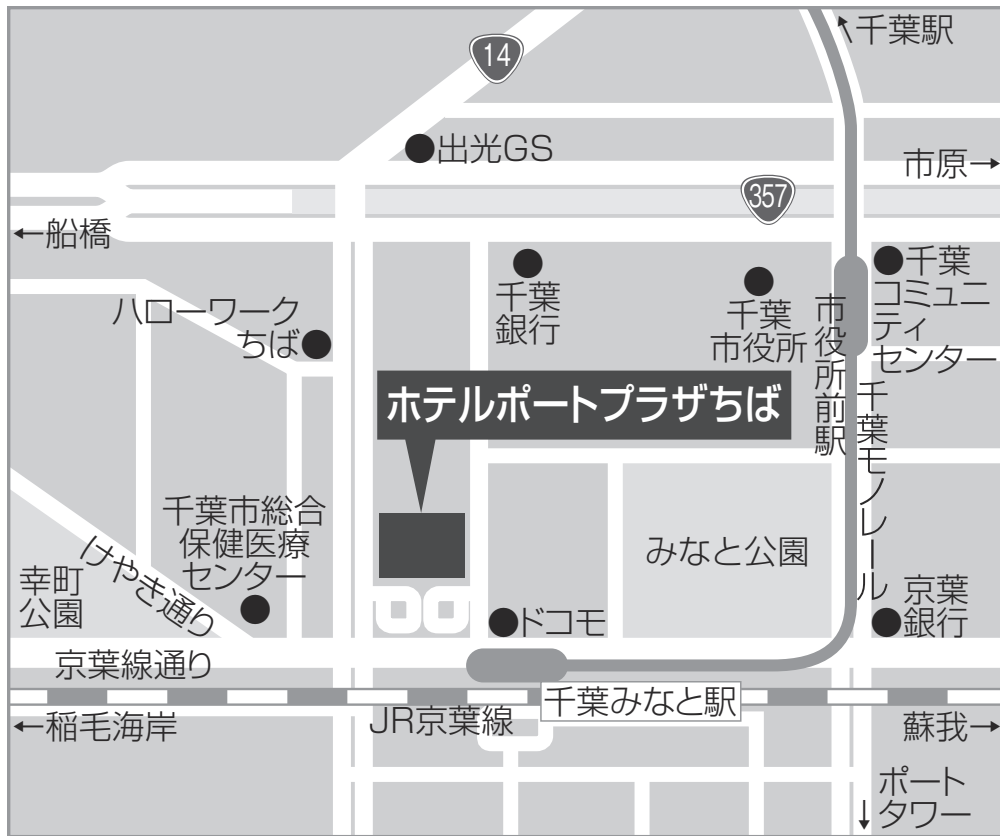 ↖千葉駅
14
出光GS
市原→
357
←船橋
千葉
銀行
千葉
市役所
千葉
コミュニ
ティ
センター
市役所前駅
ハローワーク
ちば
ホテルポートプラザちば
千葉モノレール
千葉市総合
保健医療
センター
みなと公園
けやき通り
幸町
公園
ドコモ
京葉
銀行
京葉線通り
千葉みなと駅
←稲毛海岸
JR京葉線
蘇我→
ポート
タワー
↓